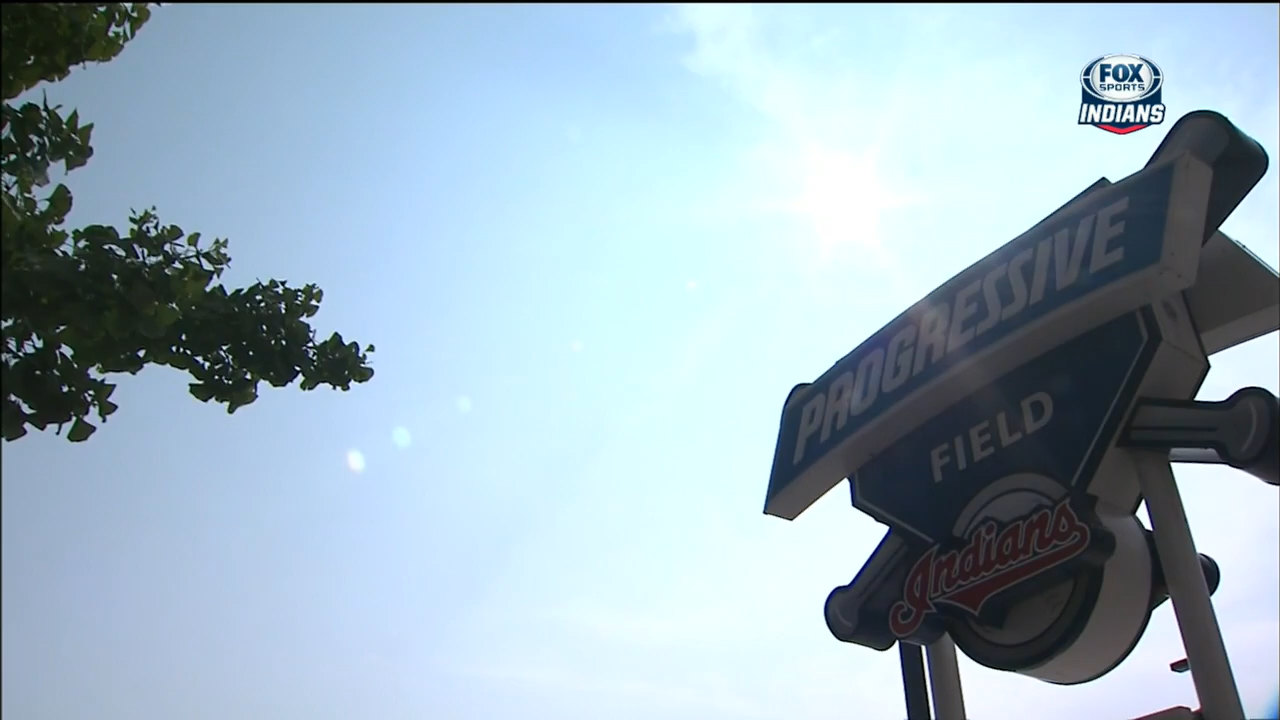 FOX
SPORTS
INDIANS
PROGRESSIVE
FIELD
Indians